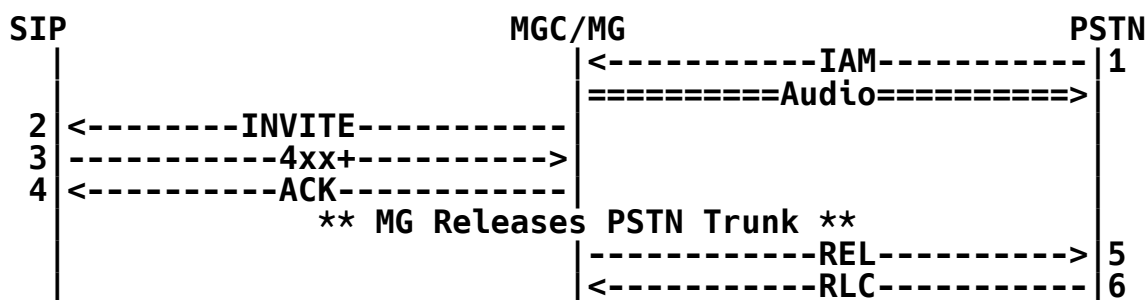 SIP                       MGC/MG                       PSTN
  |                          |<-----------IAM-----------|1
  |                          |==========Audio==========>|
 2|<--------INVITE-----------|                          |
 3|-----------4xx+---------->|                          |
 4|<----------ACK------------|                          |
                ** MG Releases PSTN Trunk **
  |                          |------------REL---------->|5
  |                          |<-----------RLC-----------|6